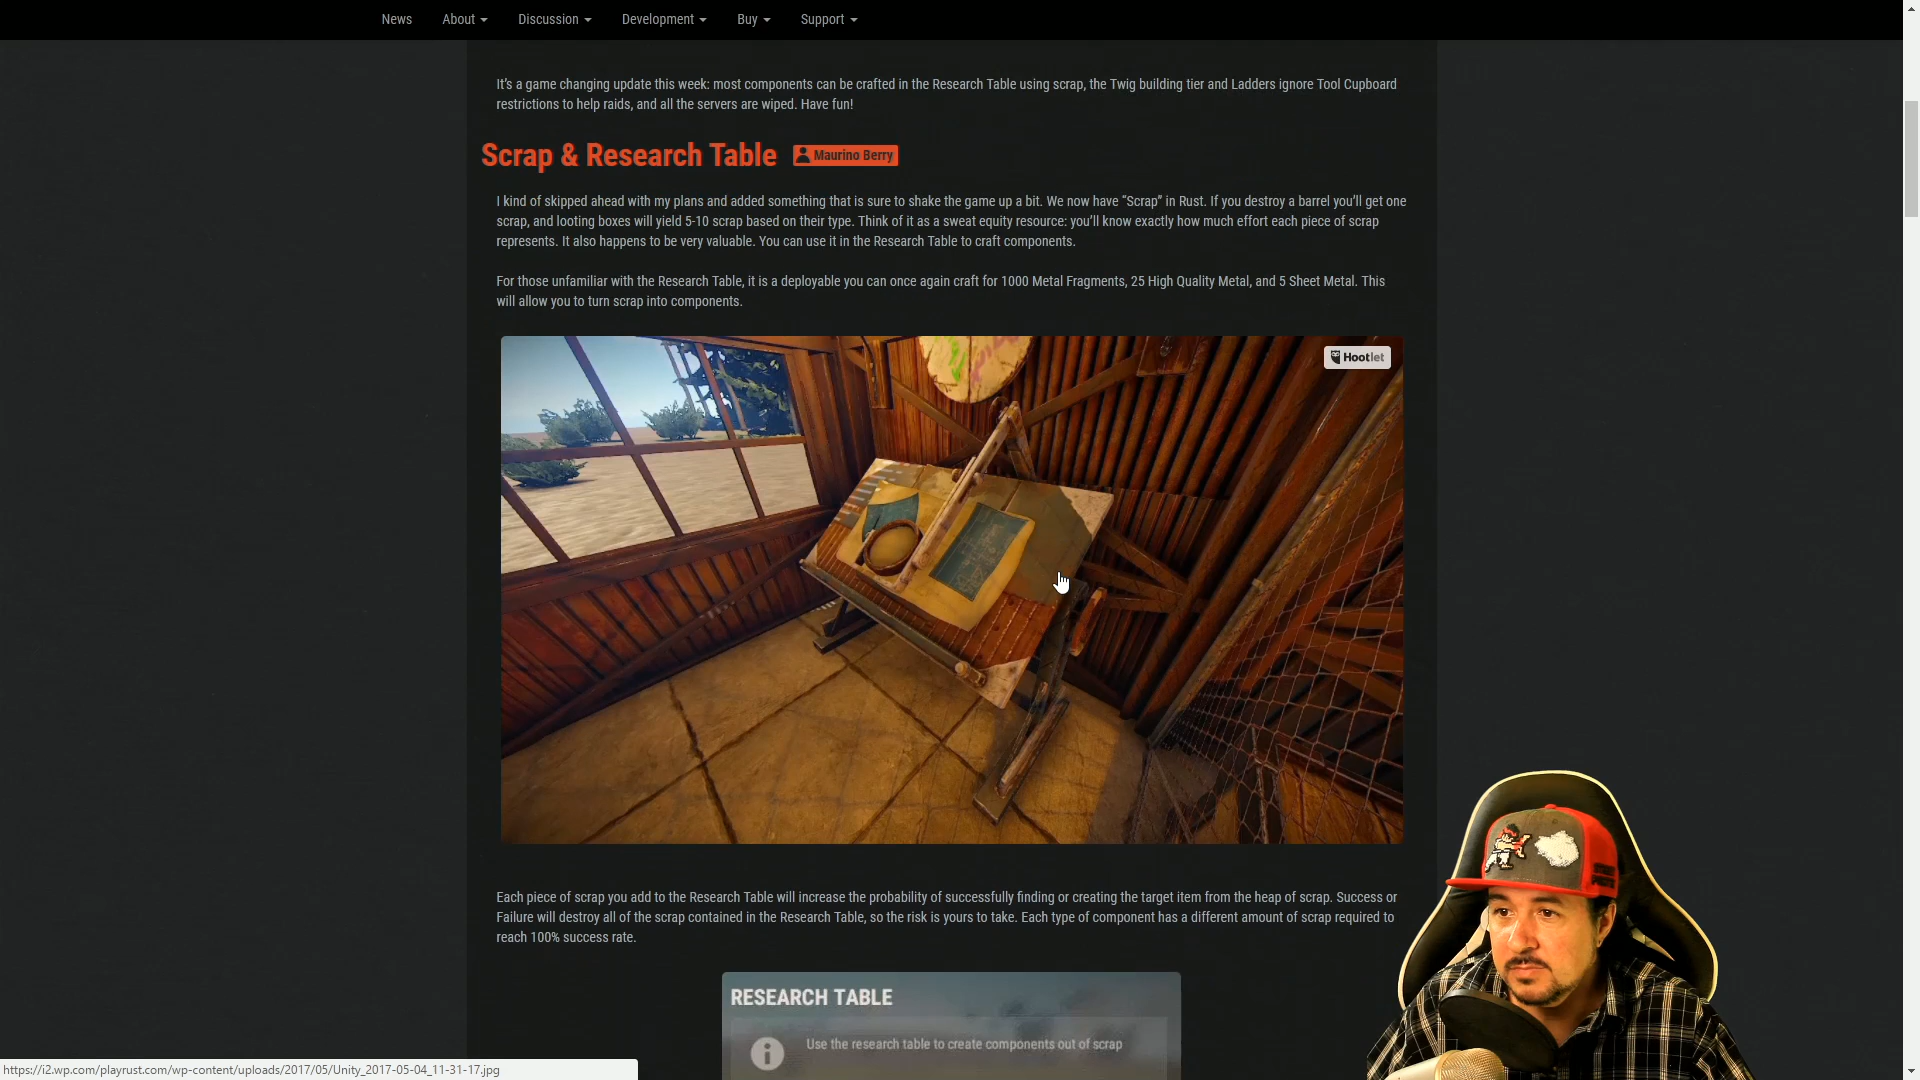 News About Discussion Development Buy Support
It's a game changing update this week: most components can be crafted in the Research Table using scrap, the Twig building tier and Ladders ignore Tool Cupboard
restrictions to help raids, and all the servers are wiped. Have fun!
Scrap & Research Table Maurino Berry
I kind of skipped ahead with my plans and added something that is sure to shake the game up a bit. We now have “Scrap” in Rust. If you destroy a barrel you'll get one
scrap, and looting boxes will yield 5-10 scrap based on their type. Think of it as a sweat equity resource: you'll know exactly how much effort each piece of scrap
represents. It also happens to be very valuable. You can use it in the Research Table to craft components.
For those unfamiliar with the Research Table, it is a deployable you can once again craft for 1000 Metal Fragments, 25 High Quality Metal, and 5 Sheet Metal. This
will allow you to turn scrap into components.
Hootlet
Each piece of scrap you add to the Research Table will increase the probability of successfully finding or creating the target item from the heap of scrap. Success or
Failure will destroy all of the scrap contained in the Research Table, so the risk is yours to take. Each type of component has a different amount of scrap required to
reach 100% success rate.
RESEARCH TABLE
Use the research table to create components out of scrap
https://i2.wp.com/playrust.com/wp-content/uploads/2017/05/Unity_2017-05-04_11-31-17.jpg